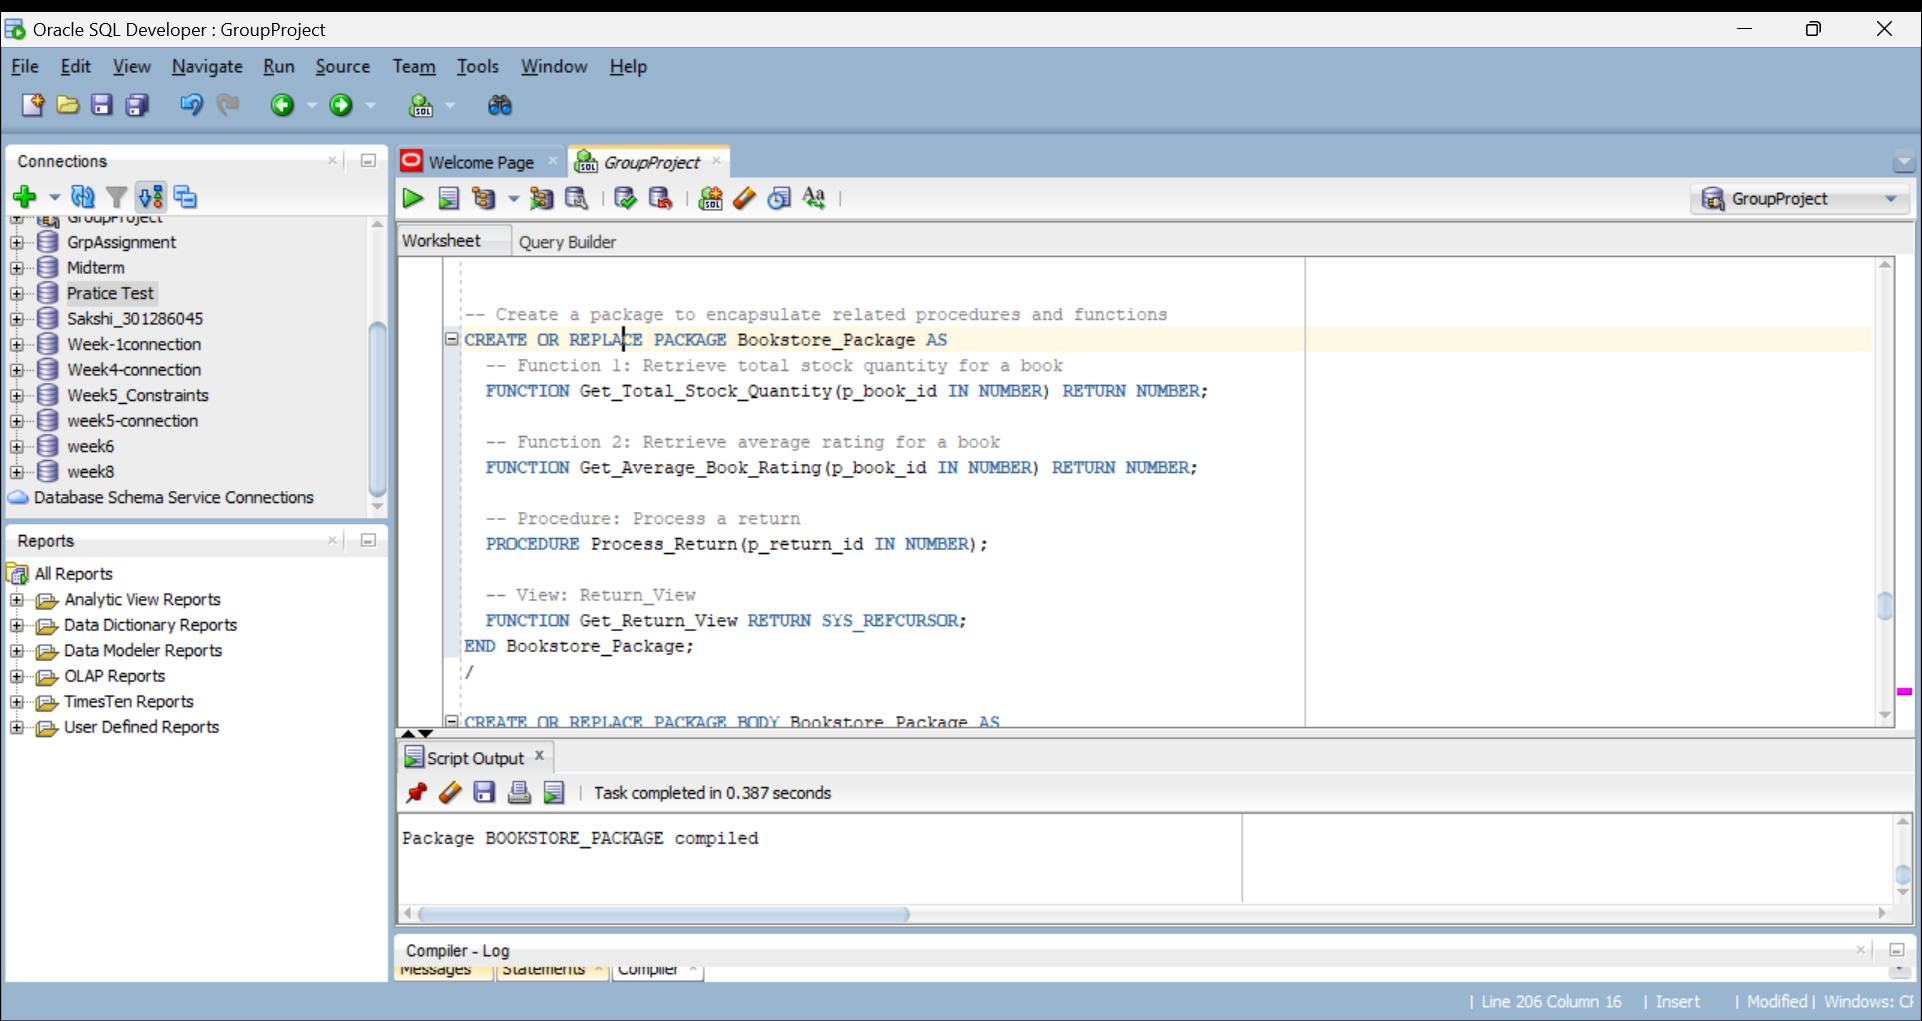 Oracle SQL Developer : GroupProject
File Edit View Navigate Run Source Team Tools Window Help
Connections
GroupProject
GrpAssignment
Midterm
Pratice Test
Sakshi_301286045
Week-1connection
Week4-connection
Week5_Constraints
week5-connection
week6
week8
Database Schema Service Connections
Reports
All Reports
Analytic View Reports
Data Dictionary Reports
Data Modeler Reports
OLAP Reports
TimesTen Reports
User Defined Reports
Welcome Page
GroupProject
GroupProject
Worksheet
Query Builder
-- Create a package to encapsulate related procedures and functions
CREATE OR REPLACE PACKAGE Bookstore_Package AS
-- Function 1: Retrieve total stock quantity for a book
FUNCTION Get_Total_Stock_Quantity(p_book_id IN NUMBER) RETURN NUMBER;
-- Function 2: Retrieve average rating for a book
FUNCTION Get_Average_Book_Rating(p_book_id IN NUMBER) RETURN NUMBER;
-- Procedure: Process a return
PROCEDURE Process_Return(p_return_id IN NUMBER);
-- View: Return_View
FUNCTION Get_Return_View RETURN SYS_REFCURSOR;
END Bookstore_Package;
/
CREATE OR REPLACE PACKAGE BODY Bookstore_Package AS
Script Output
Task completed in 0.387 seconds
Package BOOKSTORE_PACKAGE compiled
Compiler - Log
Messages Statements Compiler
| Line 206 Column 16 | Insert | Modified | Windows: